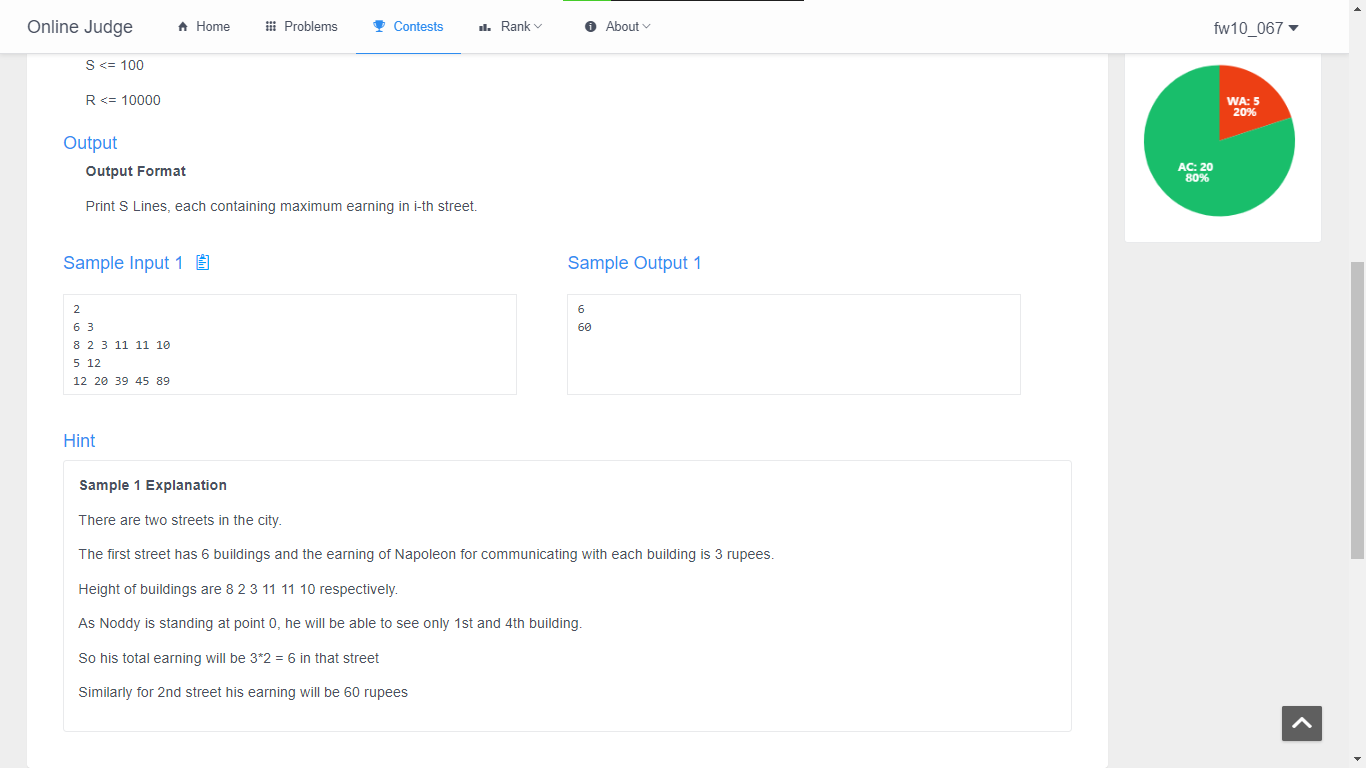 Online Judge Home Problems Contests Rank About fw10_067
S <= 100
R <= 10000
WA: 5
20%
AC: 20
80%
Output
Output Format
Print S Lines, each containing maximum earning in i-th street.
Sample Input 1
2
6 3
8 2 3 11 11 10
5 12
12 20 39 45 89
Sample Output 1
6
60
Hint
Sample 1 Explanation
There are two streets in the city.
The first street has 6 buildings and the earning of Napoleon for communicating with each building is 3 rupees.
Height of buildings are 8 2 3 11 11 10 respectively.
As Noddy is standing at point 0, he will be able to see only 1st and 4th building.
So his total earning will be 3*2 = 6 in that street
Similarly for 2nd street his earning will be 60 rupees